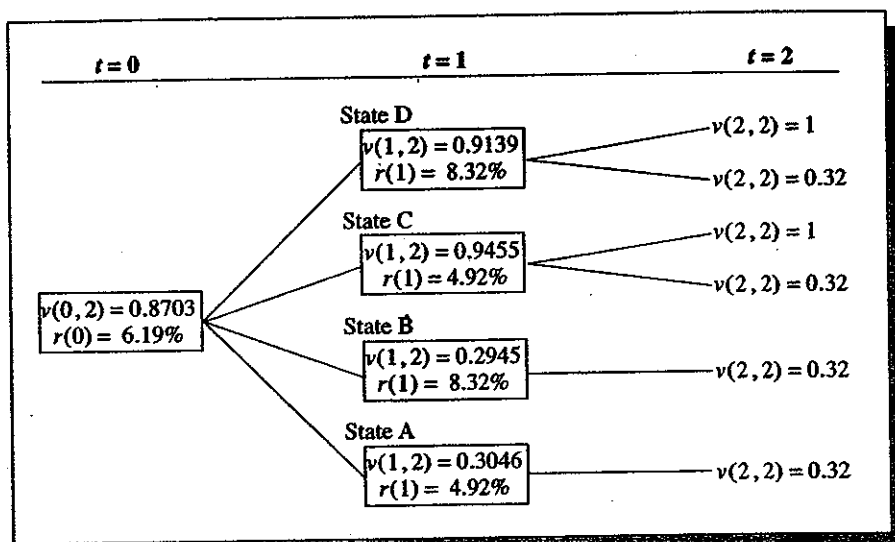 t = 0 t = 1 t = 2
State D
v(1, 2) = 0.9139
r(1) = 8.32%
v(2, 2) = 1
v(2, 2) = 0.32
State C
v(1, 2) = 0.9455
r(1) = 4.92%
v(2, 2) = 1
v(2, 2) = 0.32
v(0, 2) = 0.8703
r(0) = 6.19%
State B
v(1, 2) = 0.2945
r(1) = 8.32%
v(2, 2) = 0.32
State A
v(1, 2) = 0.3046
r(1) = 4.92%
v(2, 2) = 0.32